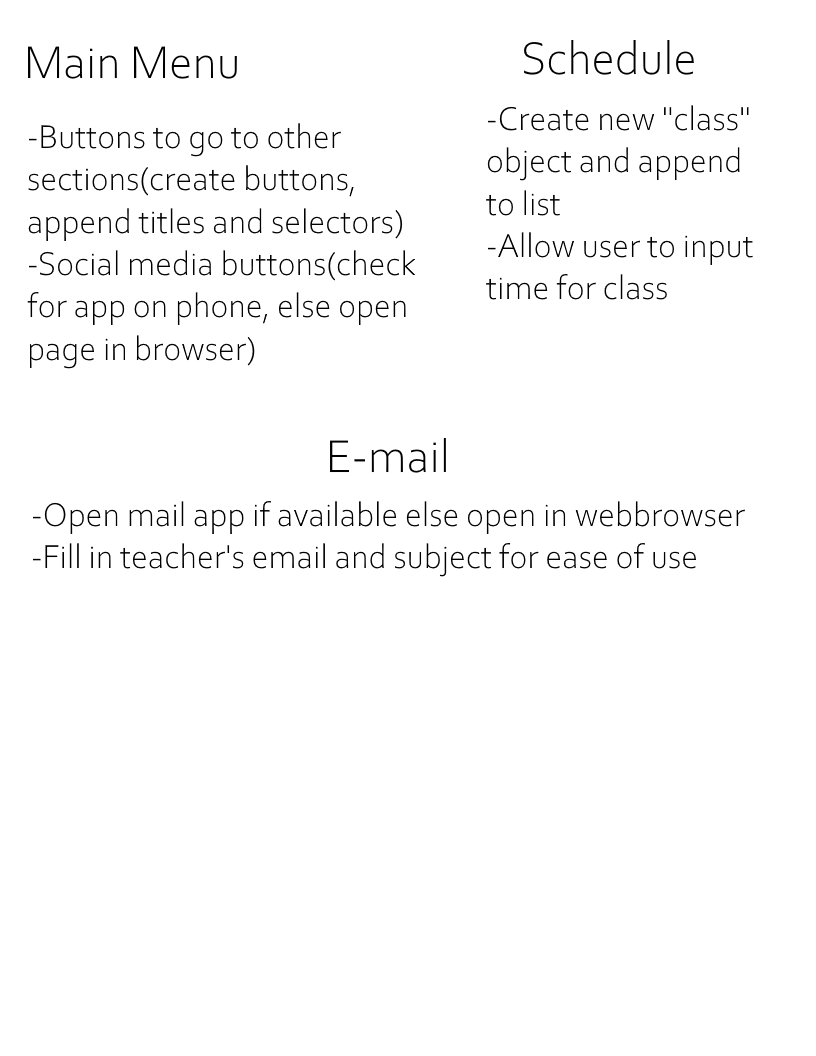 Main Menu
-Buttons to go to other
sections(create buttons,
append titles and selectors)
-Social media buttons(check
for app on phone, else open
page in browser)
Schedule
-Create new "class"
object and append
to list
-Allow user to input
time for class
E-mail
-Open mail app if available else open in webbrowser
-Fill in teacher's email and subject for ease of use